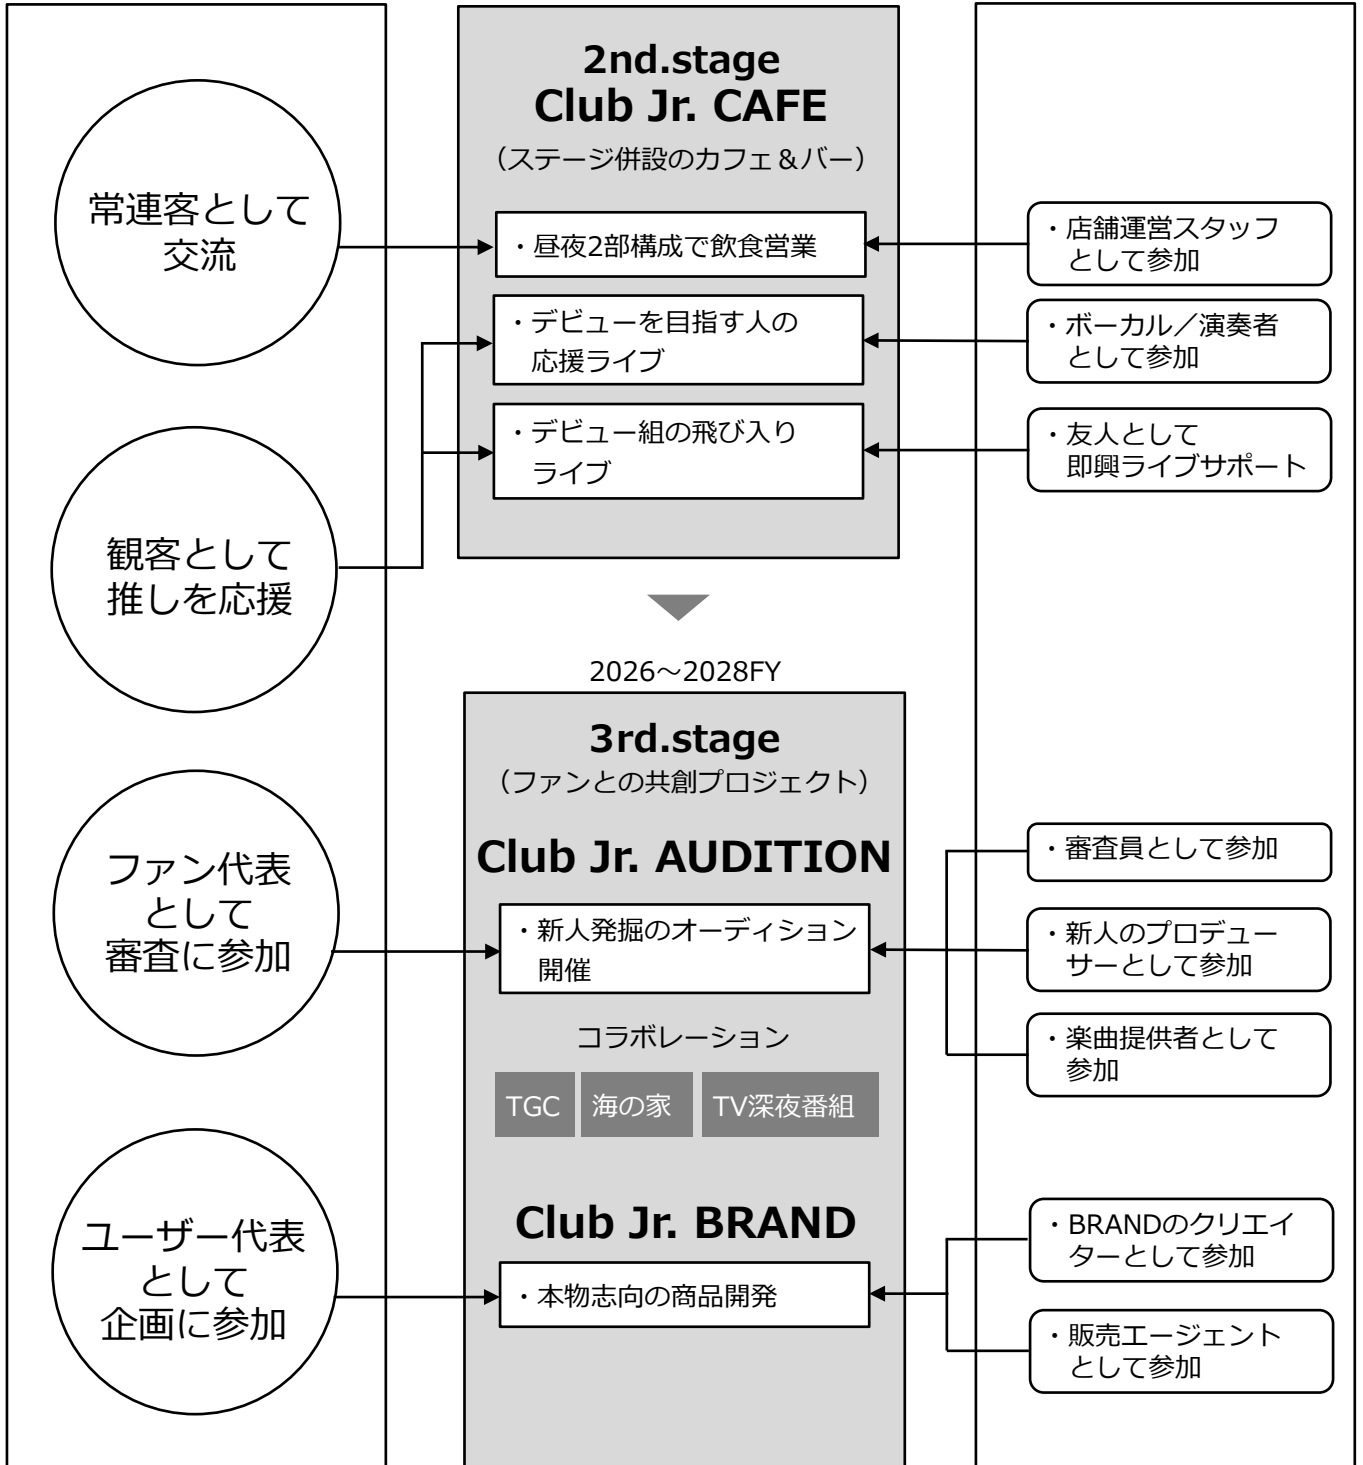 2nd.stage
Club Jr. CAFE
（ステージ併設のカフェ＆バー）
常連客として
交流
・昼夜2部構成で飲食営業
・店舗運営スタッフ
として参加
・デビューを目指す人の
応援ライブ
・ボーカル／演奏者
として参加
・デビュー組の飛び入り
ライブ
・友人として
即興ライブサポート
観客として
推しを応援
2026～2028FY
3rd.stage
（ファンとの共創プロジェクト）
Club Jr. AUDITION
ファン代表
として
審査に参加
・新人発掘のオーディション
開催
・審査員として参加
・新人のプロデュー
サーとして参加
・楽曲提供者として
参加
コラボレーション
TGC
海の家
TV深夜番組
Club Jr. BRAND
ユーザー代表
として
企画に参加
・本物志向の商品開発
・BRANDのクリエイ
ターとして参加
・販売エージェント
として参加